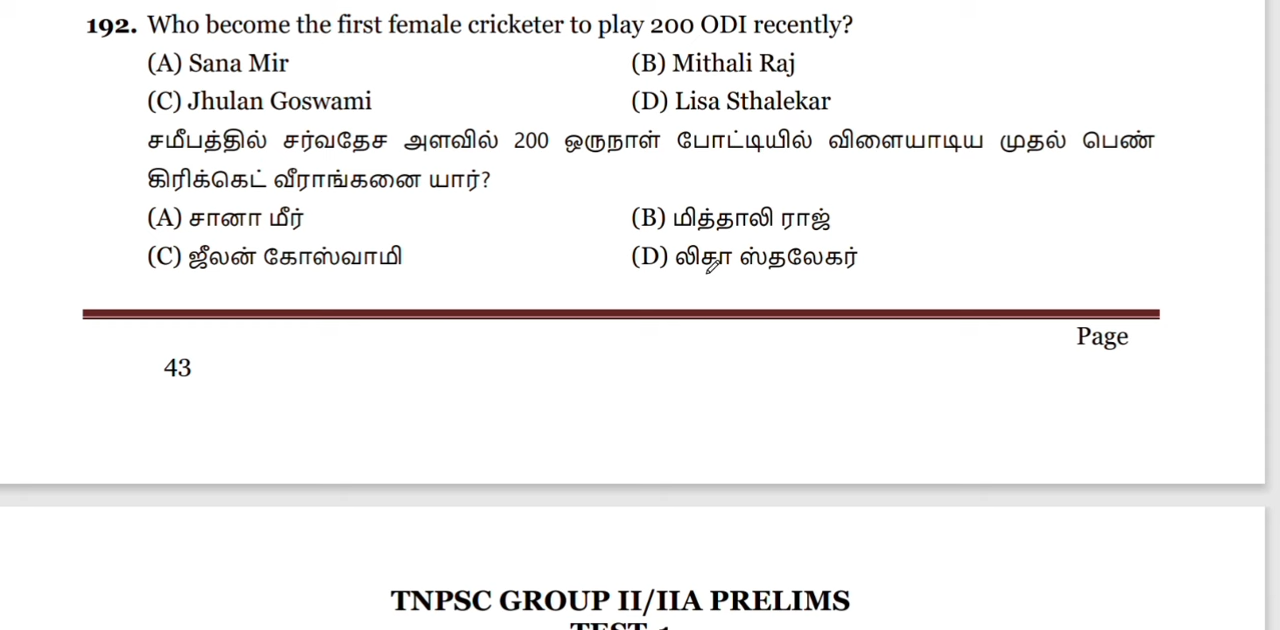 192. Who become the first female cricketer to play 200 ODI recently?
(A) Sana Mir (B) Mithali Raj
(C) Jhulan Goswami (D) Lisa Sthalekar
சமீபத்தில் சர்வதேச அளவில் 200 ஒருநாள் போட்டியில் விளையாடிய முதல் பெண்
கிரிக்கெட் வீராங்கனை யார்?
(A) சானா மீர் (B) மித்தாலி ராஜ்
(C) ஜீலன் கோஸ்வாமி (D) லிசா ஸ்தலேகர்
Page
43
TNPSC GROUP II/IIA PRELIMS
TEST-1